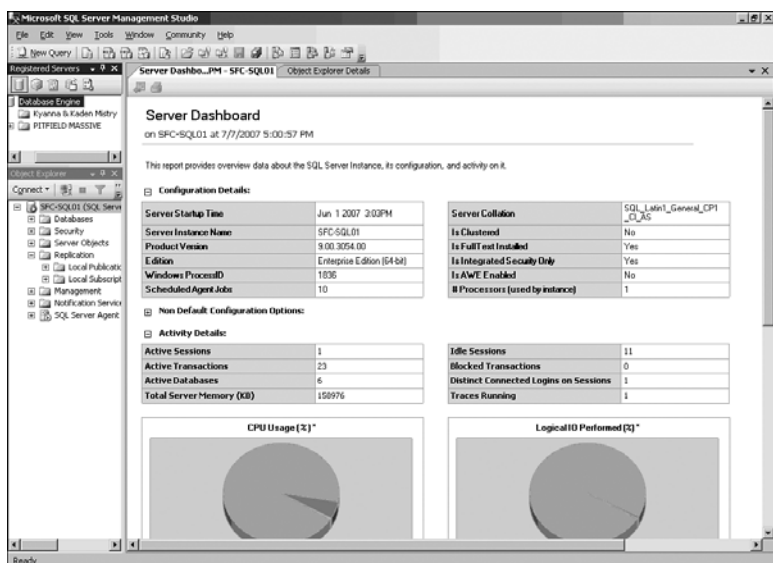 Microsoft SQL Server Management Studio
File Edit View Tools Window Community Help
New Query
Registered Servers
Server Dashbo...PM - SFC-SQL01 Object Explorer Details
Database Engine
Kyanna & Kaden Mistry
PITFIELD MASSIVE
Object Explorer
Connect
SFC-SQL01 (SQL Serve
Databases
Security
Server Objects
Replication
Local Publicatic
Local Subscript
Management
Notification Service
SQL Server Agent
Server Dashboard
on SFC-SQL01 at 7/7/2007 5:00:57 PM
This report provides overview data about the SQL Server Instance, its configuration, and activity on it.
Configuration Details:
Server Startup Time Jun 1 2007 3:03PM
Server Instance Name SFC-SQL01
Product Version 9.00.3054.00
Edition Enterprise Edition (64-bit)
Windows ProcessID 1836
Scheduled Agent Jobs 10
Server Collation SQL_Latin1_General_CP1
_CI_AS
Is Clustered No
Is FullText Installed Yes
Is Integrated Security Only Yes
Is AWE Enabled No
# Processors (used by instance) 1
Non Default Configuration Options:
Activity Details:
Active Sessions 1
Active Transactions 23
Active Databases 6
Total Server Memory (KB) 158976
Idle Sessions 11
Blocked Transactions 0
Distinct Connected Logins on Sessions 1
Traces Running 1
CPU Usage (%)*
Logical IO Performed (%)*
Ready